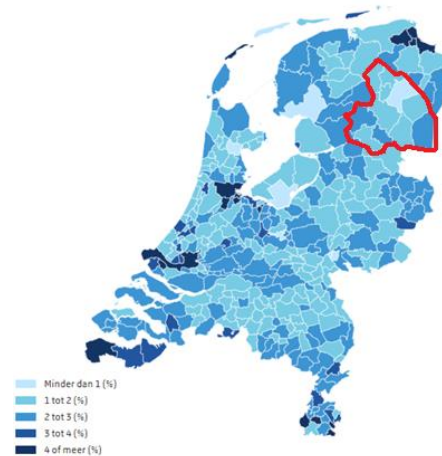 Minder dan 1 (%)
1 tot 2 (%)
2 tot 3 (%)
3 tot 4 (%)
4 of meer (%)